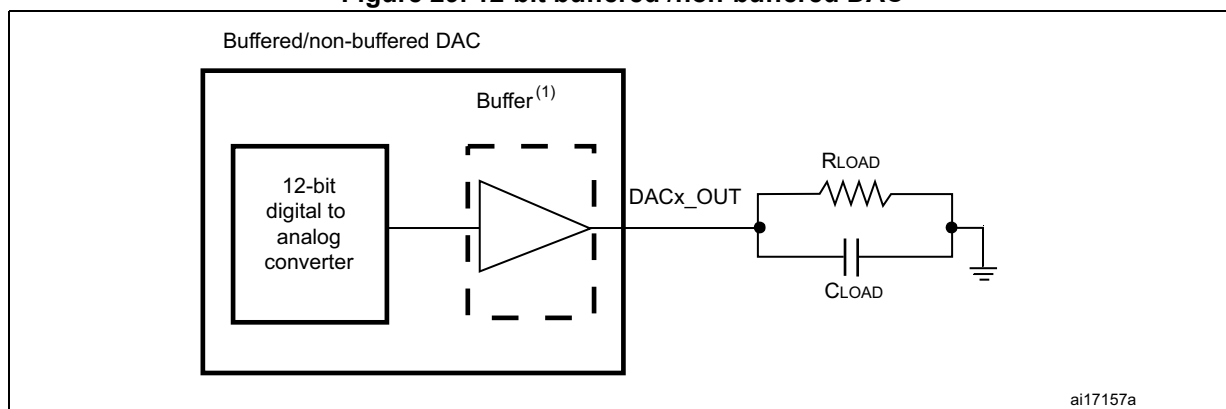 Figure 29. 12-bit buffered /non-buffered DAC
Buffered/non-buffered DAC
Buffer(1)
12-bit
digital to
analog
converter
DACx_OUT
RLOAD
CLOAD
ai17157a